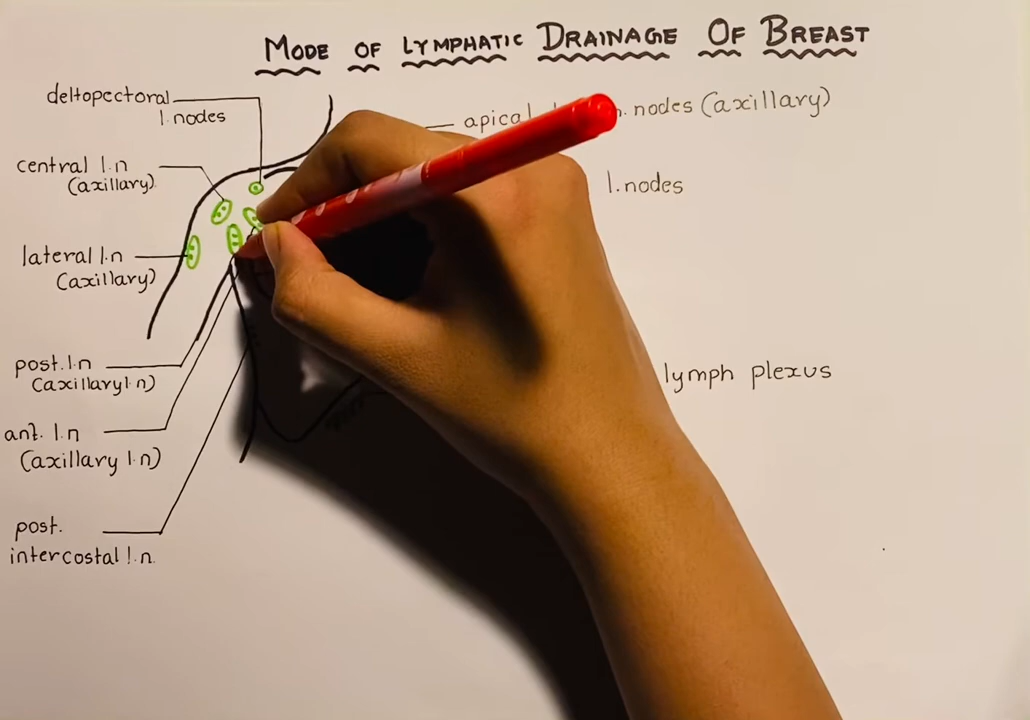 MODE OF LYMPHATIC DRAINAGE OF BREAST
deltopectoral
l.nodes
central l.n
(axillary)
lateral l.n
(axillary)
post. l.n
(axillary l.n)
ant. l.n
(axillary l.n)
post.
intercostal l.n.
apical
nodes (axillary)
l.nodes
lymph plexus